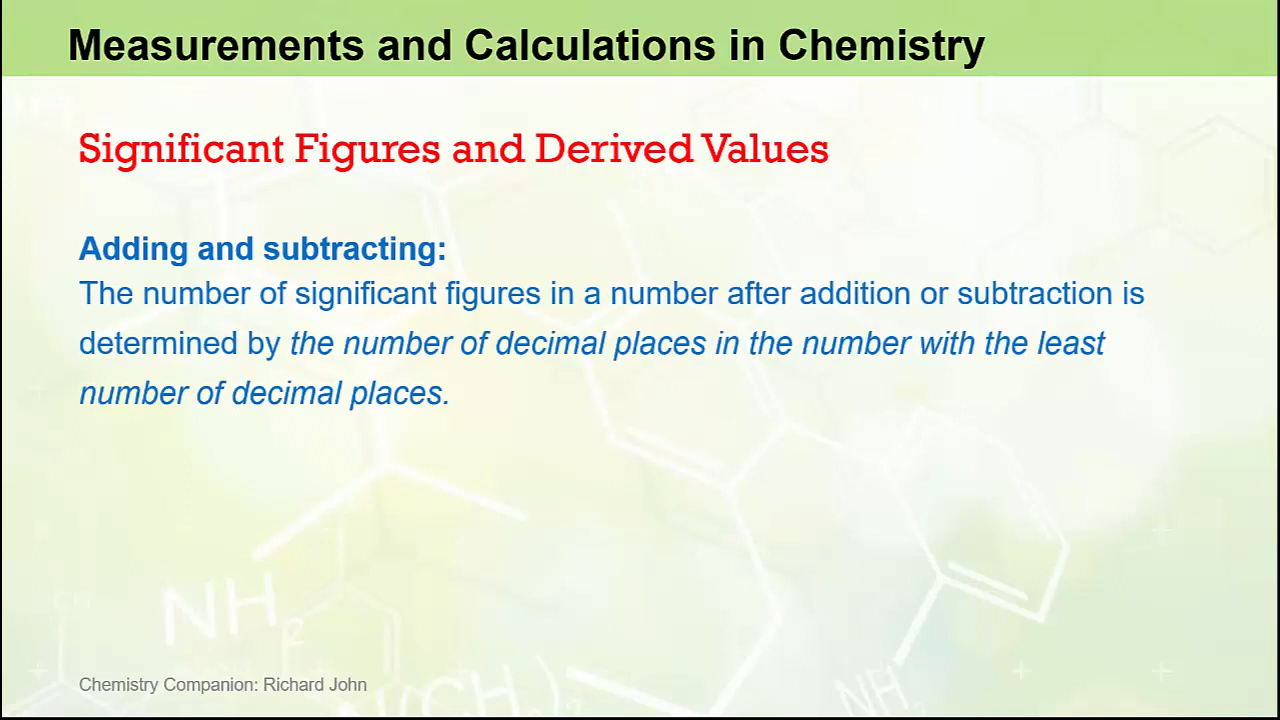 Measurements and Calculations in Chemistry
Significant Figures and Derived Values
Adding and subtracting:
The number of significant figures in a number after addition or subtraction is
determined by the number of decimal places in the number with the least
number of decimal places.
NH2
NH
Chemistry Companion: Richard John